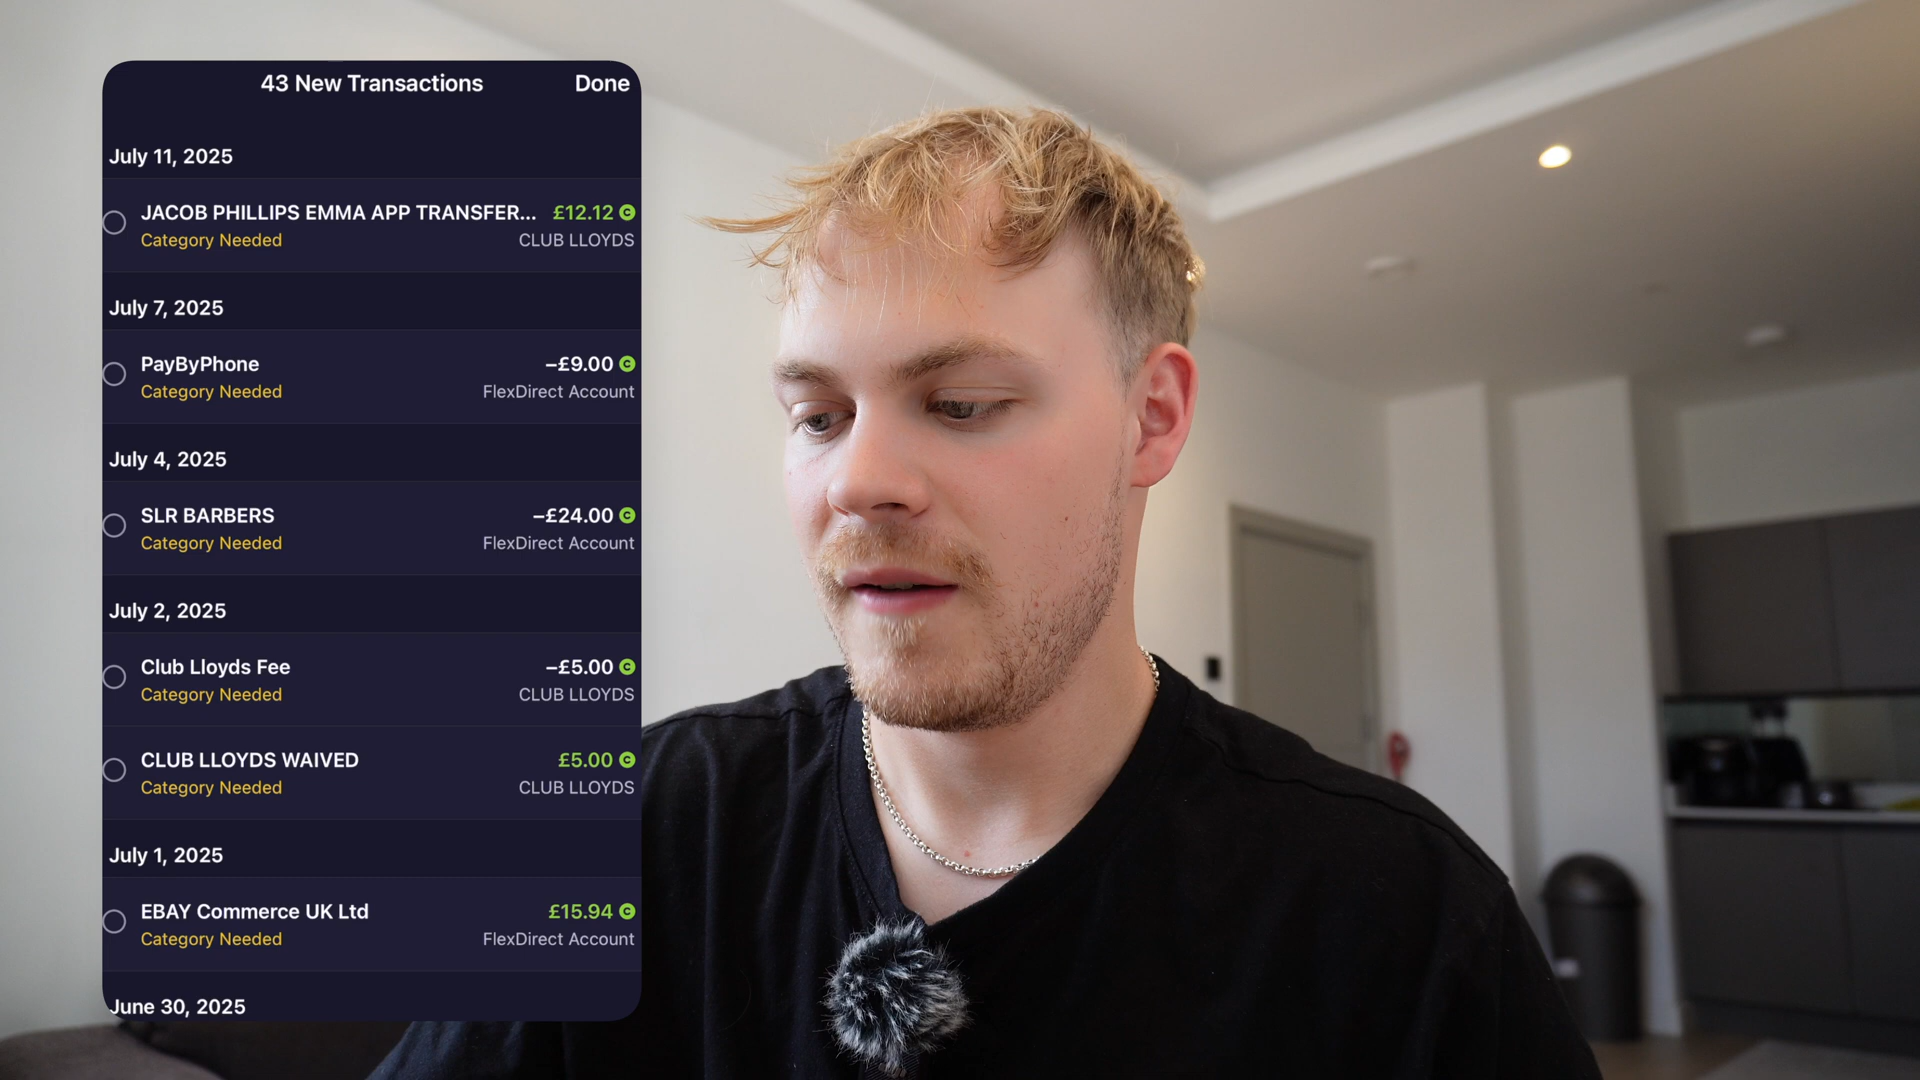 43 New Transactions Done
July 11, 2025
JACOB PHILLIPS EMMA APP TRANSFER... £12.12 C
Category Needed CLUB LLOYDS
July 7, 2025
PayByPhone −£9.00 C
Category Needed FlexDirect Account
July 4, 2025
SLR BARBERS −£24.00 C
Category Needed FlexDirect Account
July 2, 2025
Club Lloyds Fee −£5.00 C
Category Needed CLUB LLOYDS
CLUB LLOYDS WAIVED £5.00 C
Category Needed CLUB LLOYDS
July 1, 2025
EBAY Commerce UK Ltd £15.94 C
Category Needed FlexDirect Account
June 30, 2025